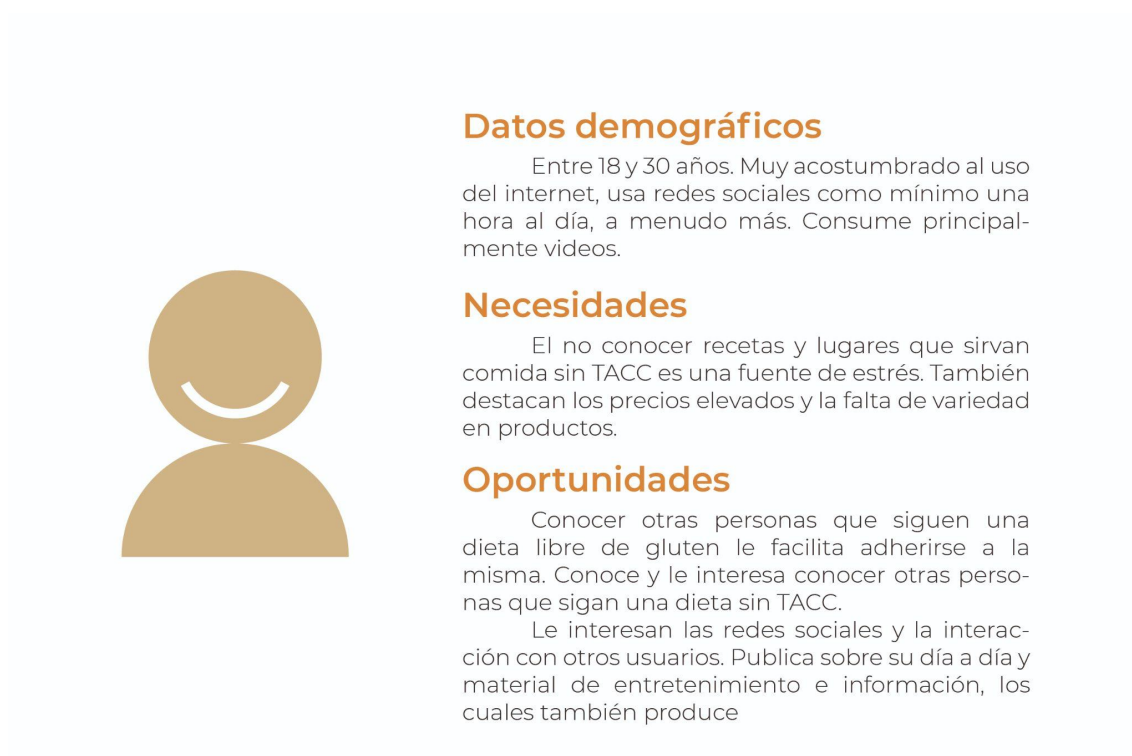 Datos demográficos
Entre 18 y 30 años. Muy acostumbrado al uso
del internet, usa redes sociales como mínimo una
hora al día, a menudo más. Consume principal-
mente videos.
Necesidades
El no conocer recetas y lugares que sirvan
comida sin TACC es una fuente de estrés. También
destacan los precios elevados y la falta de variedad
en productos.
Oportunidades
Conocer otras personas que siguen una
dieta libre de gluten le facilita adherirse a la
misma. Conoce y le interesa conocer otras perso-
nas que sigan una dieta sin TACC.
Le interesan las redes sociales y la interac-
ción con otros usuarios. Publica sobre su día a día y
material de entretenimiento e información, los
cuales también produce